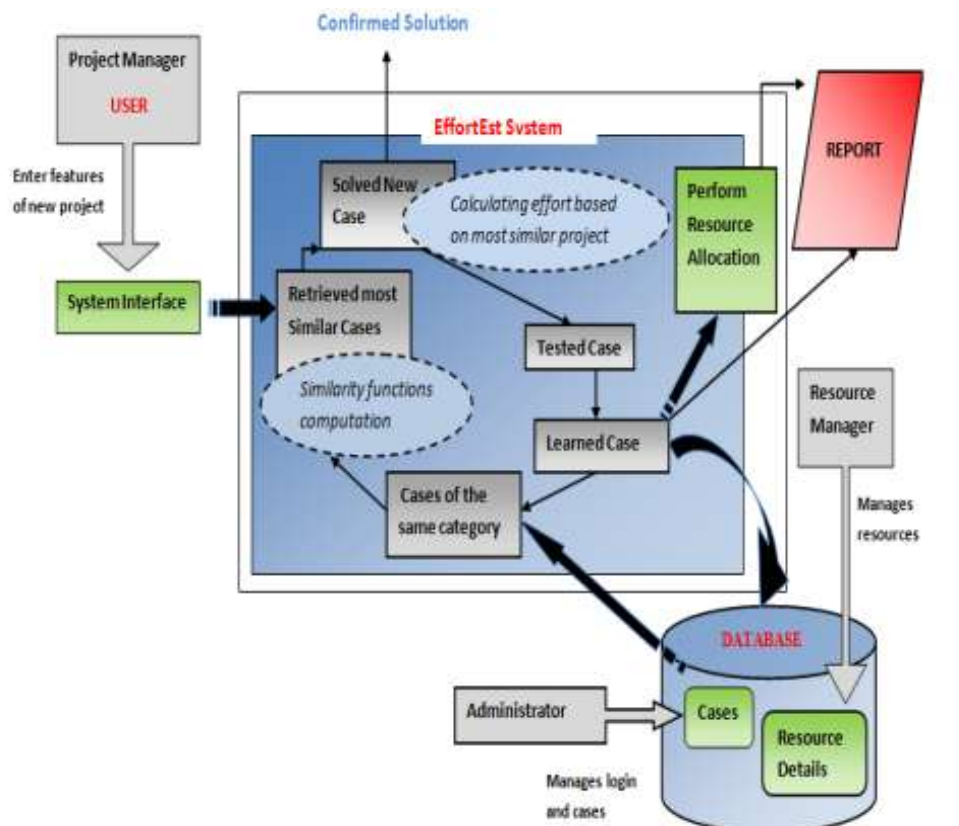 Confirmed Solution
Project Manager
USER
Enter features
of new project
System Interface
EffortEst System
Solved New
Case
Calculating effort based
on most similar project
Retrieved most
Similar Cases
Similarity functions
computation
Tested Case
Learned Case
Cases of the
same category
Perform
Resource
Allocation
REPORT
Resource
Manager
Manages
resources
DATABASE
Cases
Resource
Details
Administrator
Manages login
and cases